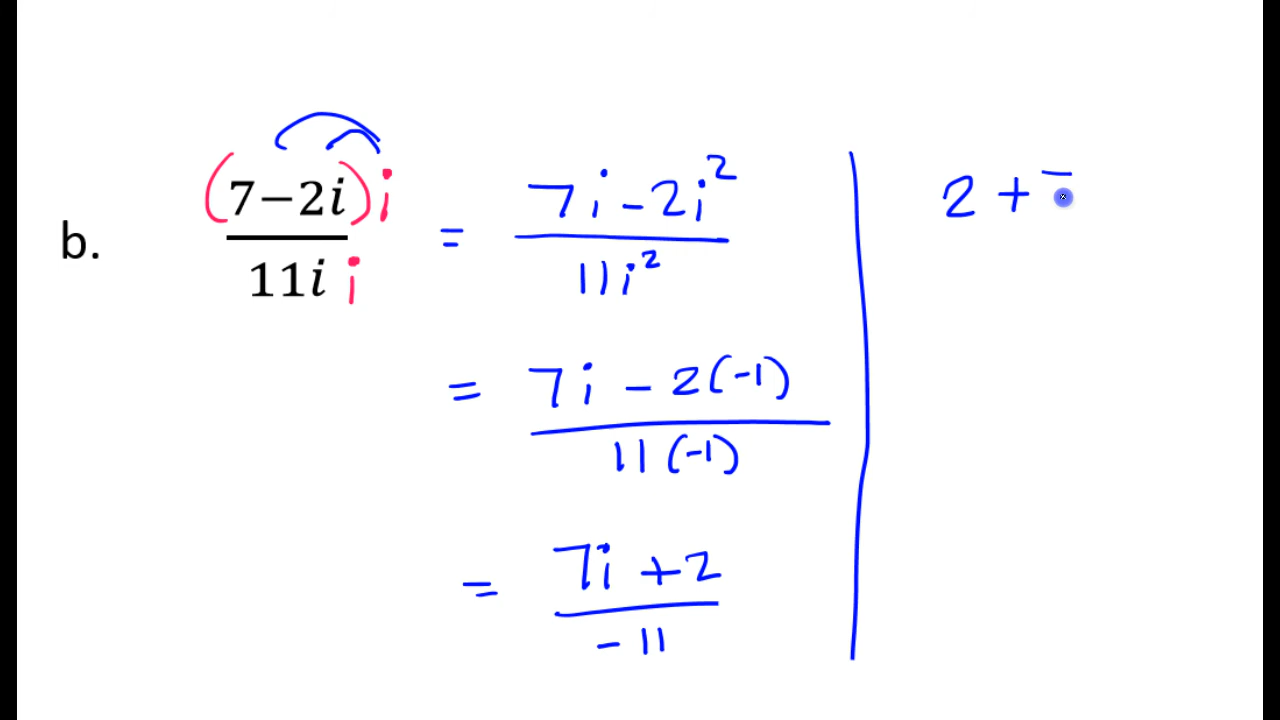 b. (7−2i)i / 11i i = 7i - 2i² / 11i²
= 7i - 2(-1) / 11(-1)
= 7i + 2 / -11
2 +